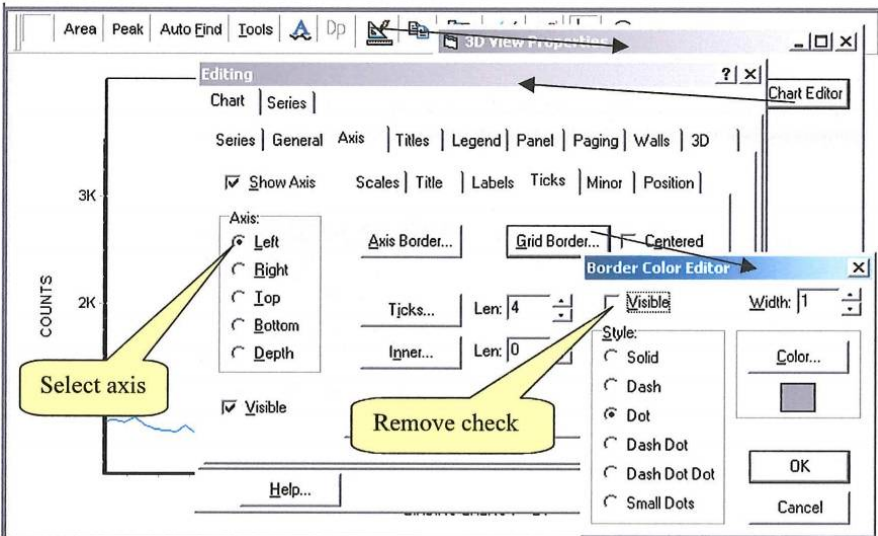 Area Peak Auto Find Tools A Dp
3D View Properties
Editing
Chart Editor
Chart Series
Series General Axis Titles Legend Panel Paging Walls 3D
Show Axis Scales Title Labels Ticks Minor Position
3K
Axis:
Left Axis Border... Grid Border... Centered
Right
Border Color Editor
Top
2K
Ticks... Len: 4
Visible Width: 1
COUNTS
Bottom
Depth
Inner... Len: 0
Style:
Solid
Color...
Dash
Dot
Dash Dot
Dash Dot Dot
Small Dots
Select axis
Remove check
Visible
OK
Help...
Cancel